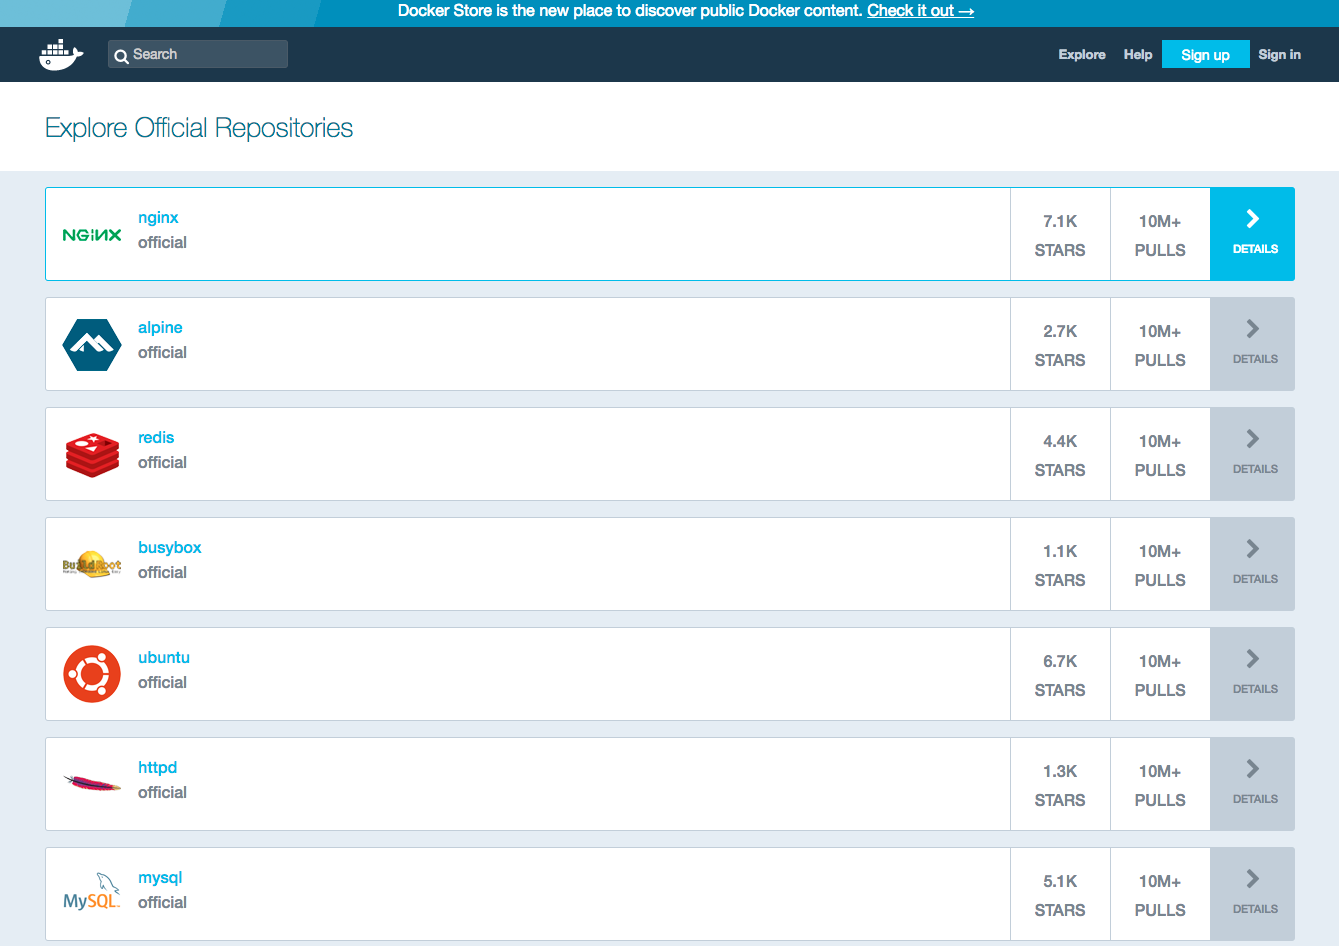 Docker Store is the new place to discover public Docker content. Check it out →
Search
Explore Help Sign up Sign in
Explore Official Repositories
NGiNX
nginx
official
7.1K
STARS
10M+
PULLS
DETAILS
alpine
official
2.7K
STARS
10M+
PULLS
DETAILS
redis
official
4.4K
STARS
10M+
PULLS
DETAILS
BuildRoot
busybox
official
1.1K
STARS
10M+
PULLS
DETAILS
ubuntu
official
6.7K
STARS
10M+
PULLS
DETAILS
httpd
official
1.3K
STARS
10M+
PULLS
DETAILS
MySQL
mysql
official
5.1K
STARS
10M+
PULLS
DETAILS